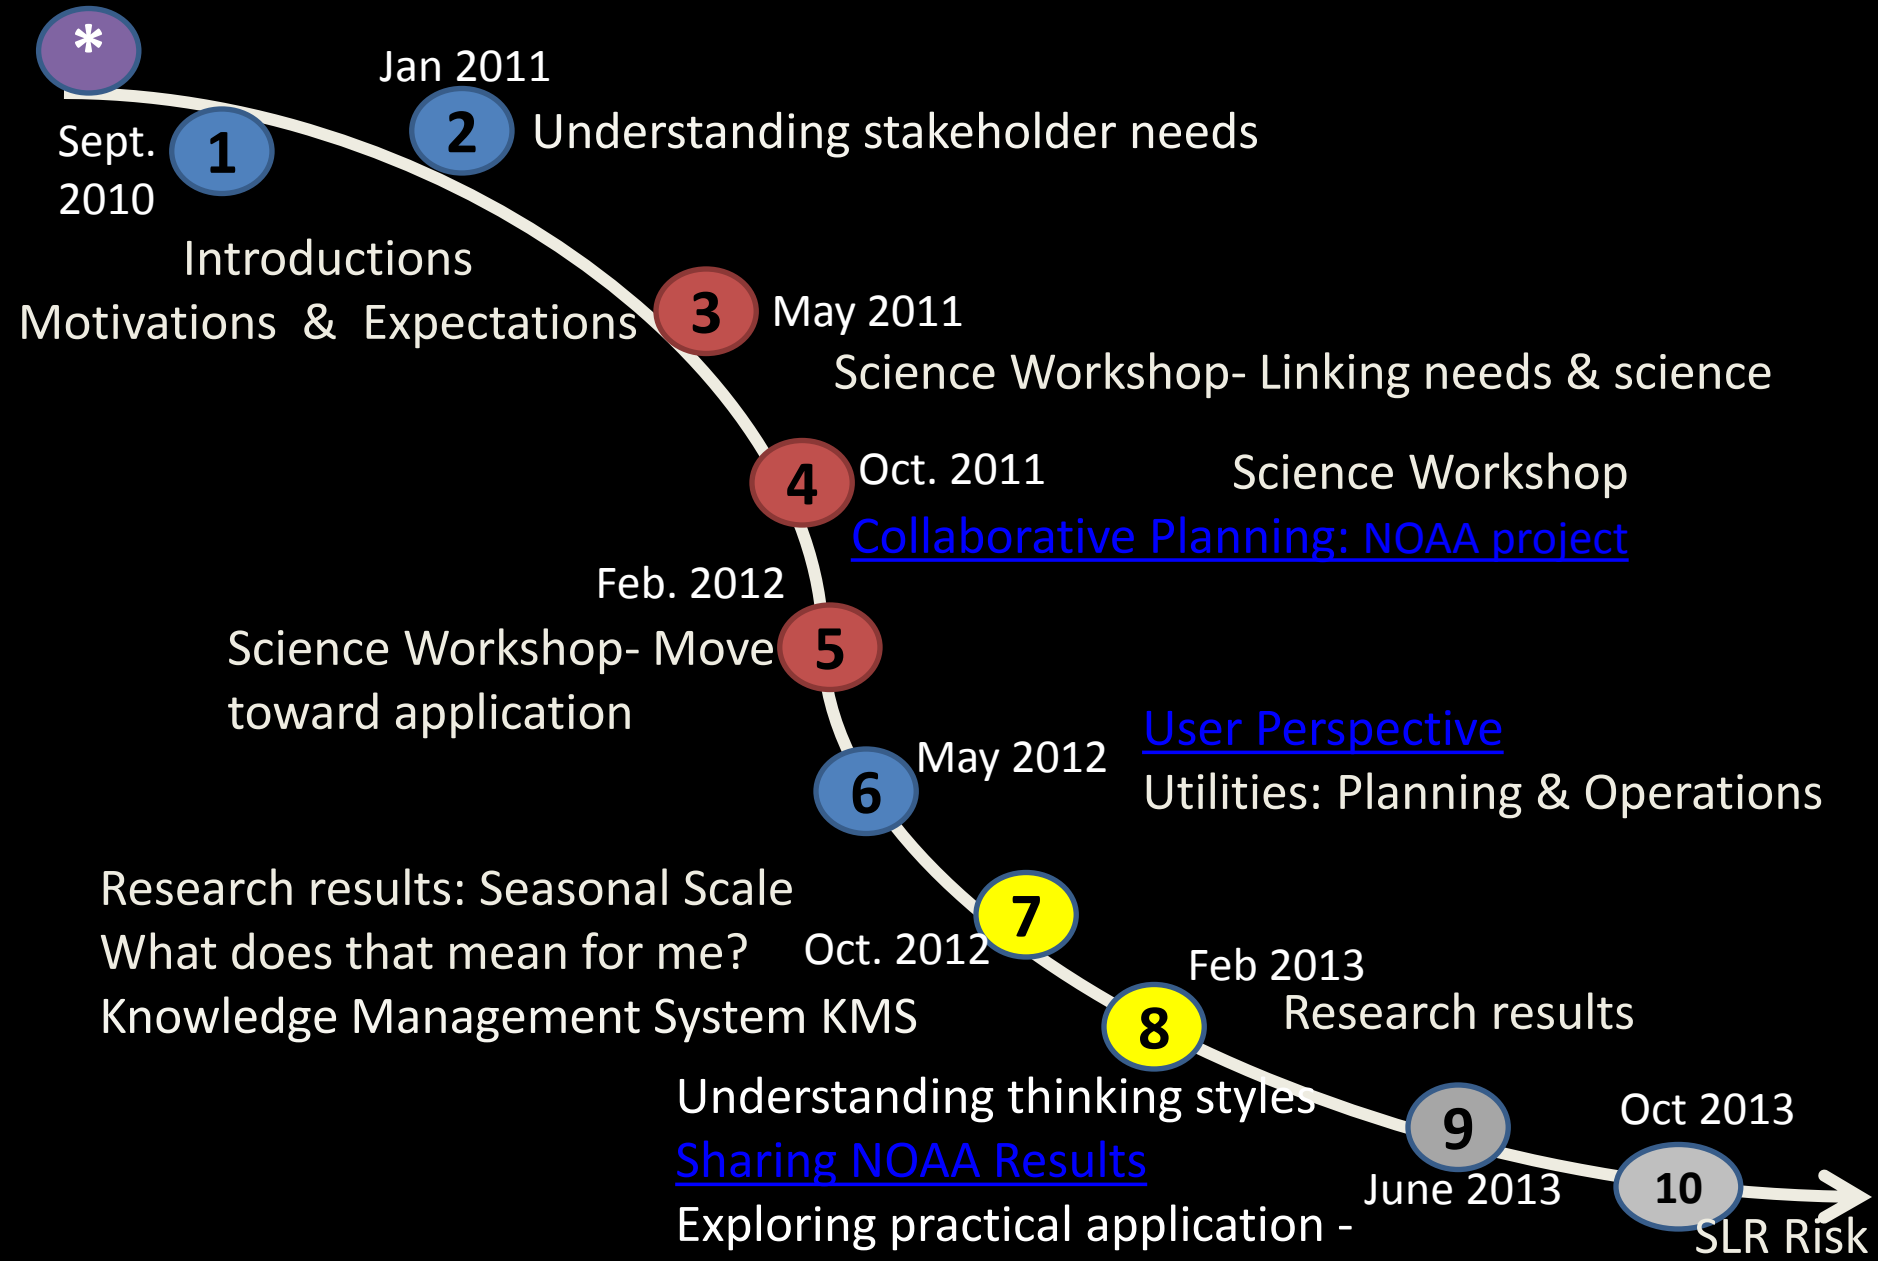 *
Sept.
2010
1
Introductions
Motivations & Expectations
Jan 2011
2
Understanding stakeholder needs
3
May 2011
Science Workshop- Linking needs & science
4
Oct. 2011
Science Workshop
Collaborative Planning: NOAA project
Feb. 2012
5
Science Workshop- Move
toward application
6
May 2012
User Perspective
Utilities: Planning & Operations
Research results: Seasonal Scale
What does that mean for me?
Knowledge Management System KMS
7
Oct. 2012
Feb 2013
8
Research results
Understanding thinking styles
Sharing NOAA Results
Exploring practical application -
9
June 2013
Oct 2013
10
SLR Risk